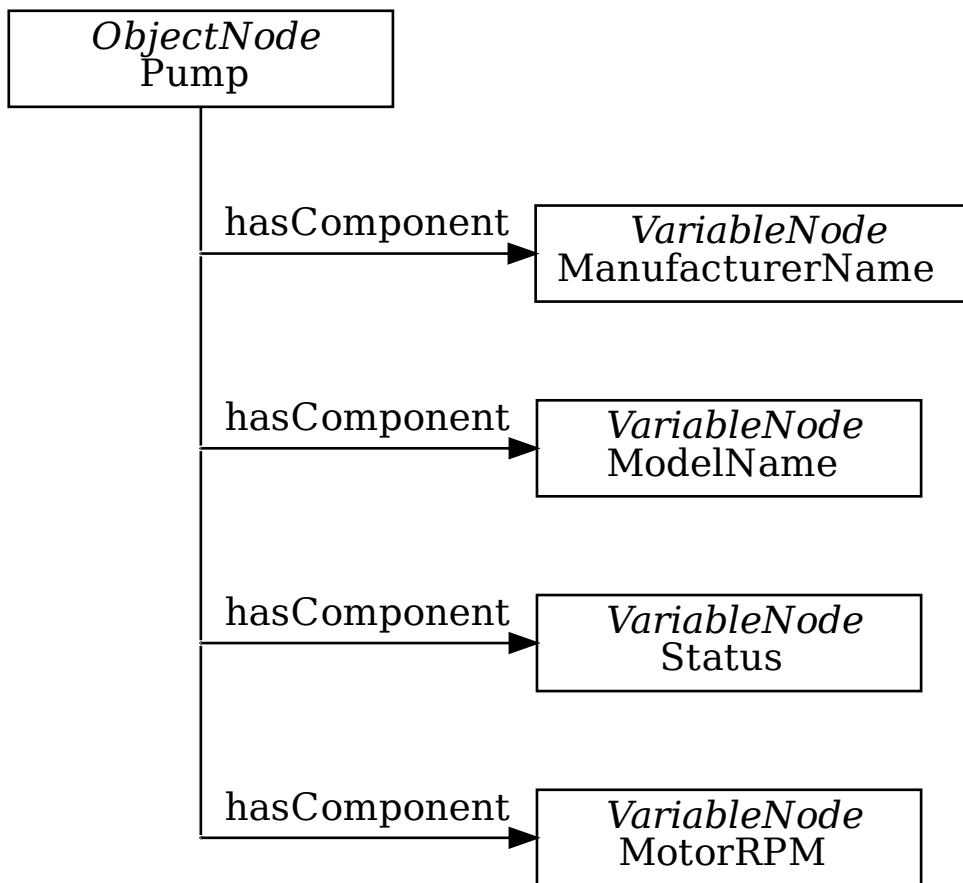 ObjectNode
Pump
hasComponent
VariableNode
ManufacturerName
hasComponent
VariableNode
ModelName
hasComponent
VariableNode
Status
hasComponent
VariableNode
MotorRPM